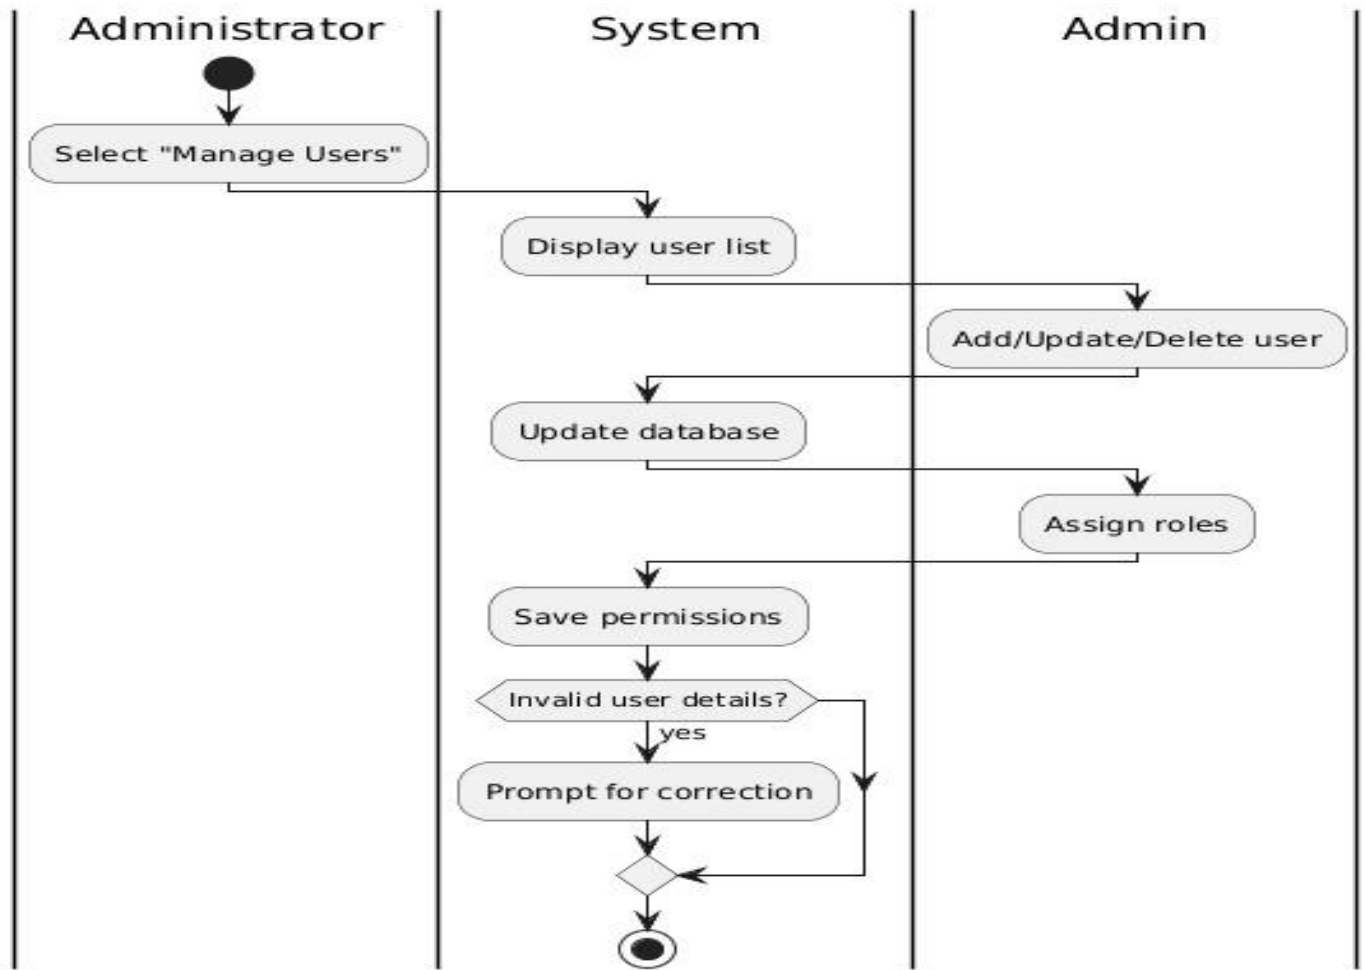 Administrator
System
Admin
Select "Manage Users"
Display user list
Add/Update/Delete user
Update database
Assign roles
Save permissions
Invalid user details?
yes
Prompt for correction